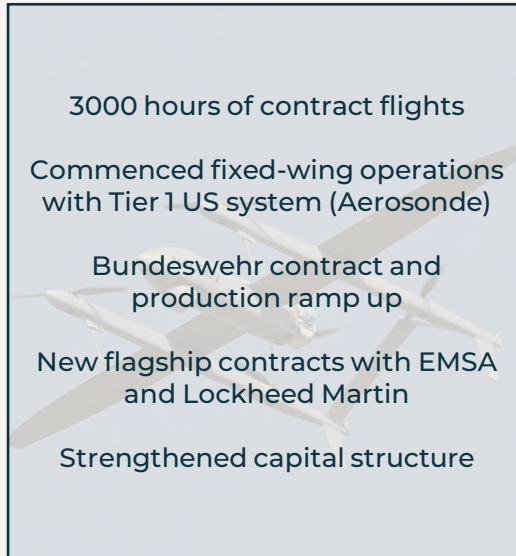 3000 hours of contract flights
Commenced fixed-wing operations
with Tier 1 US system (Aerosonde)
Bundeswehr contract and
production ramp up
New flagship contracts with EMSA
and Lockheed Martin
Strengthened capital structure